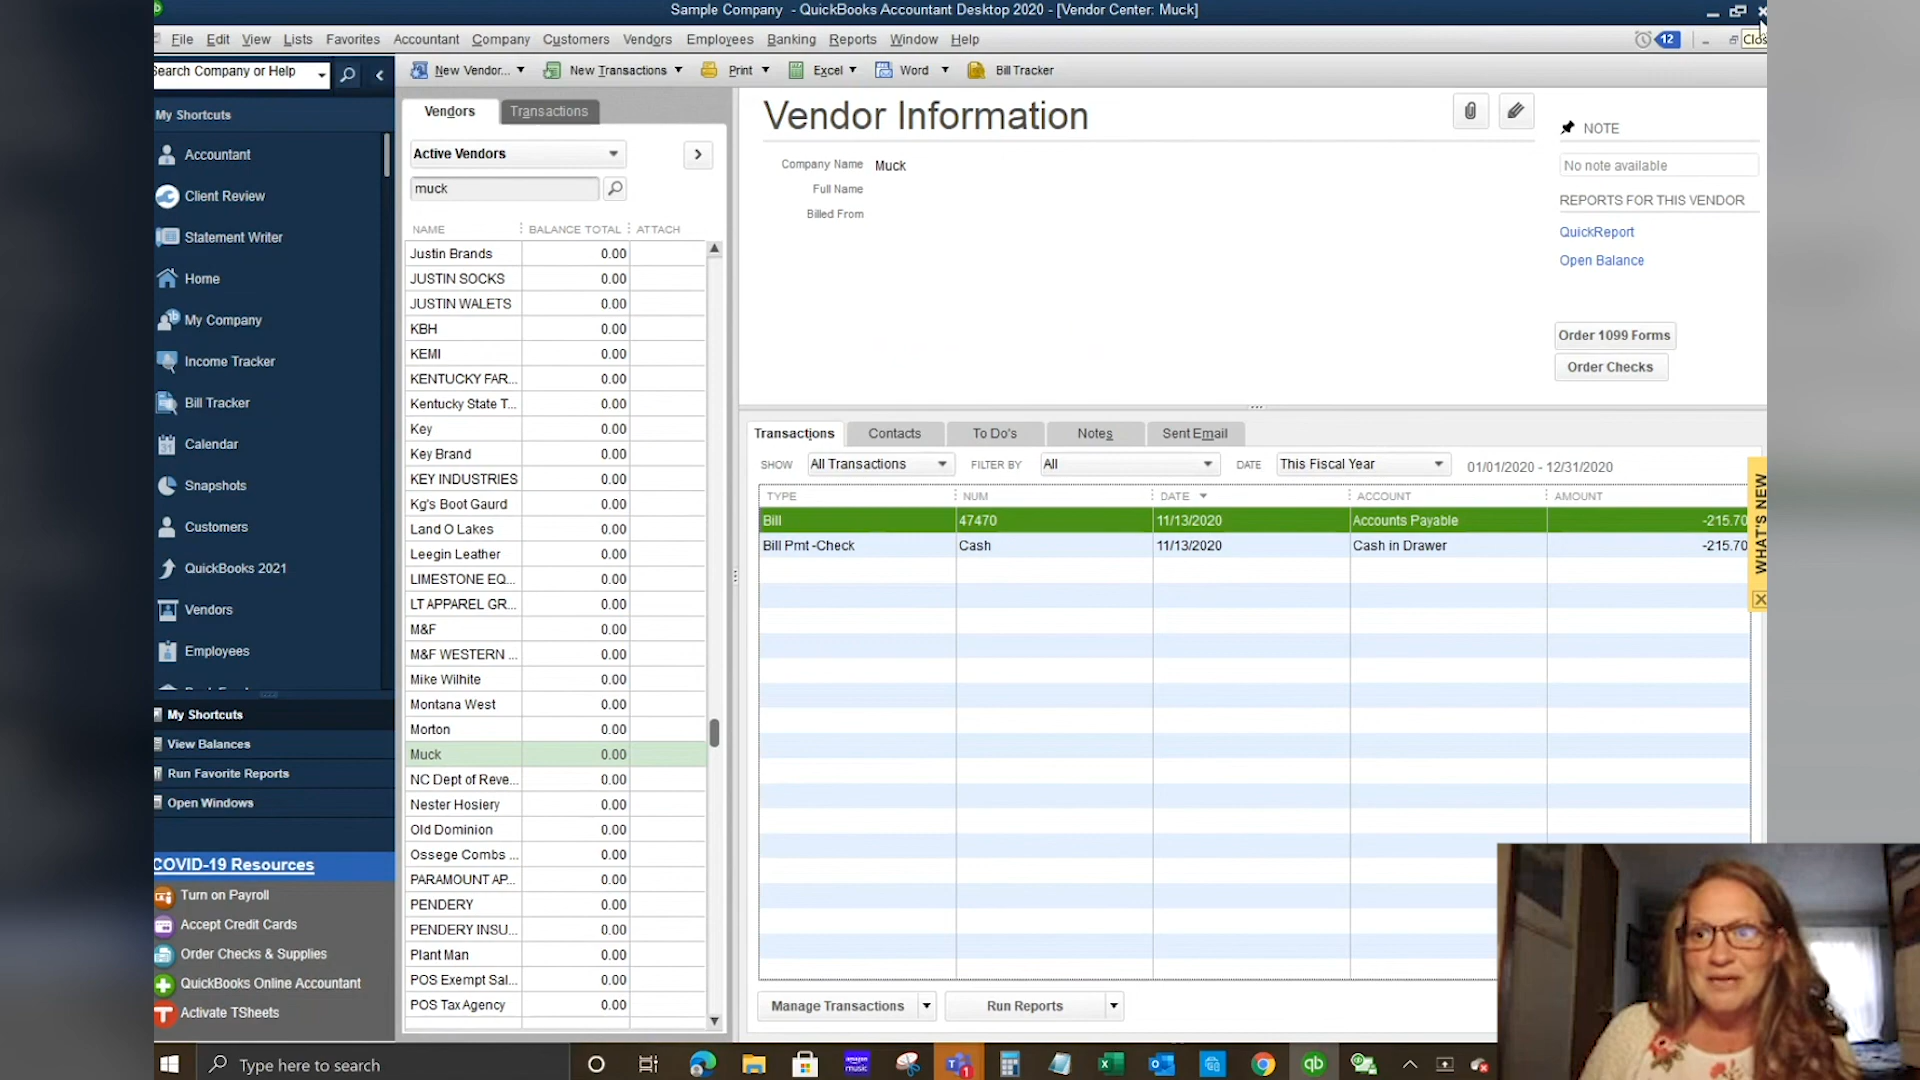 Sample Company - QuickBooks Accountant Desktop 2020 - [Vendor Center: Muck]
File Edit View Lists Favorites Accountant Company Customers Vendors Employees Banking Reports Window Help
12
Clos
Search Company or Help
New Vendor... New Transactions Print Excel Word Bill Tracker
My Shortcuts
Accountant
Client Review
Statement Writer
Home
My Company
Income Tracker
Bill Tracker
Calendar
Snapshots
Customers
QuickBooks 2021
Vendors
Employees
My Shortcuts
View Balances
Run Favorite Reports
Open Windows
COVID-19 Resources
Turn on Payroll
Accept Credit Cards
Order Checks & Supplies
QuickBooks Online Accountant
Activate TSheets
Vendors Transactions
Active Vendors
muck
NAME BALANCE TOTAL ATTACH
Justin Brands 0.00
JUSTIN SOCKS 0.00
JUSTIN WALETS 0.00
KBH 0.00
KEMI 0.00
KENTUCKY FAR... 0.00
Kentucky State T... 0.00
Key 0.00
Key Brand 0.00
KEY INDUSTRIES 0.00
Kg's Boot Gaurd 0.00
Land O Lakes 0.00
Leegin Leather 0.00
LIMESTONE EQ... 0.00
LT APPAREL GR... 0.00
M&F 0.00
M&F WESTERN ... 0.00
Mike Wilhite 0.00
Montana West 0.00
Morton 0.00
Muck 0.00
NC Dept of Reve... 0.00
Nester Hosiery 0.00
Old Dominion 0.00
Ossege Combs ... 0.00
PARAMOUNT AP... 0.00
PENDERY 0.00
PENDERY INSU... 0.00
Plant Man 0.00
POS Exempt Sal... 0.00
POS Tax Agency 0.00
Vendor Information
Company Name Muck
Full Name
Billed From
NOTE
No note available
REPORTS FOR THIS VENDOR
QuickReport
Open Balance
Order 1099 Forms
Order Checks
Transactions Contacts To Do's Notes Sent Email
SHOW All Transactions FILTER BY All DATE This Fiscal Year 01/01/2020 - 12/31/2020
TYPE NUM DATE ACCOUNT AMOUNT
Bill 47470 11/13/2020 Accounts Payable -215.70
Bill Pmt -Check Cash 11/13/2020 Cash in Drawer -215.70
WHAT'S NEW
Manage Transactions Run Reports
Type here to search